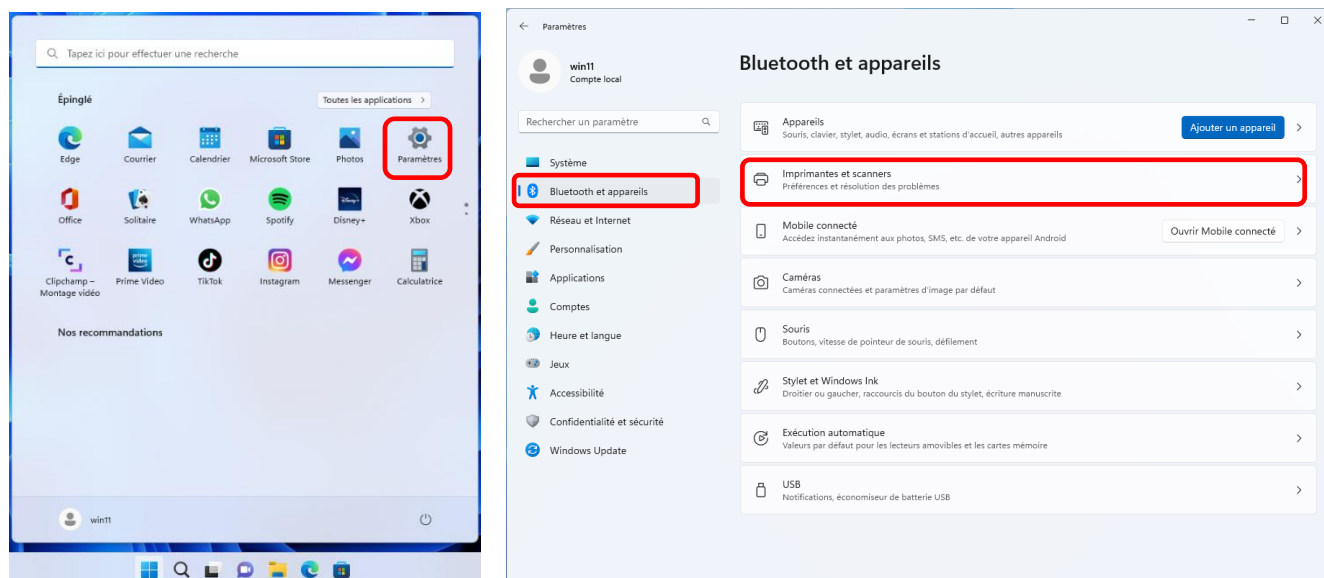 Tapez ici pour effectuer une recherche
Épinglé
Toutes les applications >
Edge
Courrier
Calendrier
Microsoft Store
Photos
Paramètres
Office
Solitaire
WhatsApp
Spotify
Disney+
Xbox
Clipchamp –
Montage vidéo
Prime Video
TikTok
Instagram
Messenger
Calculatrice
Nos recommandations
win11
Paramètres
win11
Compte local
Rechercher un paramètre
Système
Bluetooth et appareils
Réseau et Internet
Personnalisation
Applications
Comptes
Heure et langue
Jeux
Accessibilité
Confidentialité et sécurité
Windows Update
Bluetooth et appareils
Appareils
Souris, clavier, stylet, audio, écrans et stations d'accueil, autres appareils
Ajouter un appareil
Imprimantes et scanners
Préférences et résolution des problèmes
Mobile connecté
Accédez instantanément aux photos, SMS, etc. de votre appareil Android
Ouvrir Mobile connecté
Caméras
Caméras connectées et paramètres d'image par défaut
Souris
Boutons, vitesse de pointeur de souris, défilement
Stylet et Windows Ink
Droitier ou gaucher, raccourcis du bouton du stylet, écriture manuscrite
Exécution automatique
Valeurs par défaut pour les lecteurs amovibles et les cartes mémoire
USB
Notifications, économiseur de batterie USB